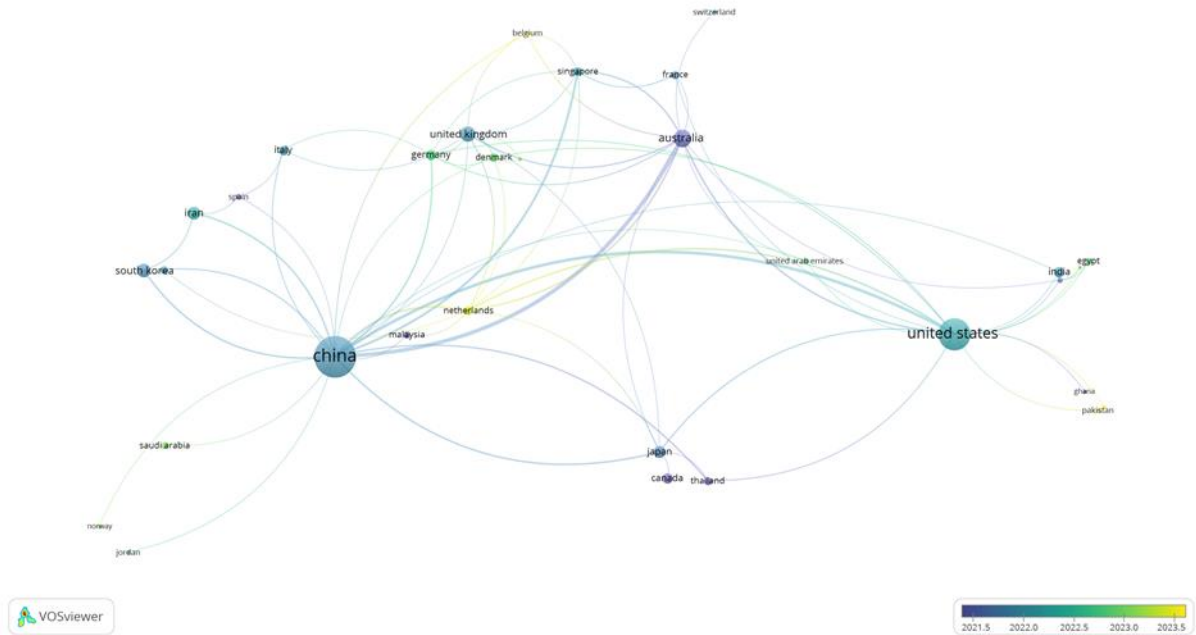 switzerland
belgium
singapore
france
united kingdom
australia
italy
germany
denmark
spain
iran
united arab emirates
egypt
south korea
india
netherlands
malaysia
united states
china
ghana
pakistan
saudi arabia
japan
canada
thailand
norway
jordan
VOSviewer
2021.5 2022.0 2022.5 2023.0 2023.5